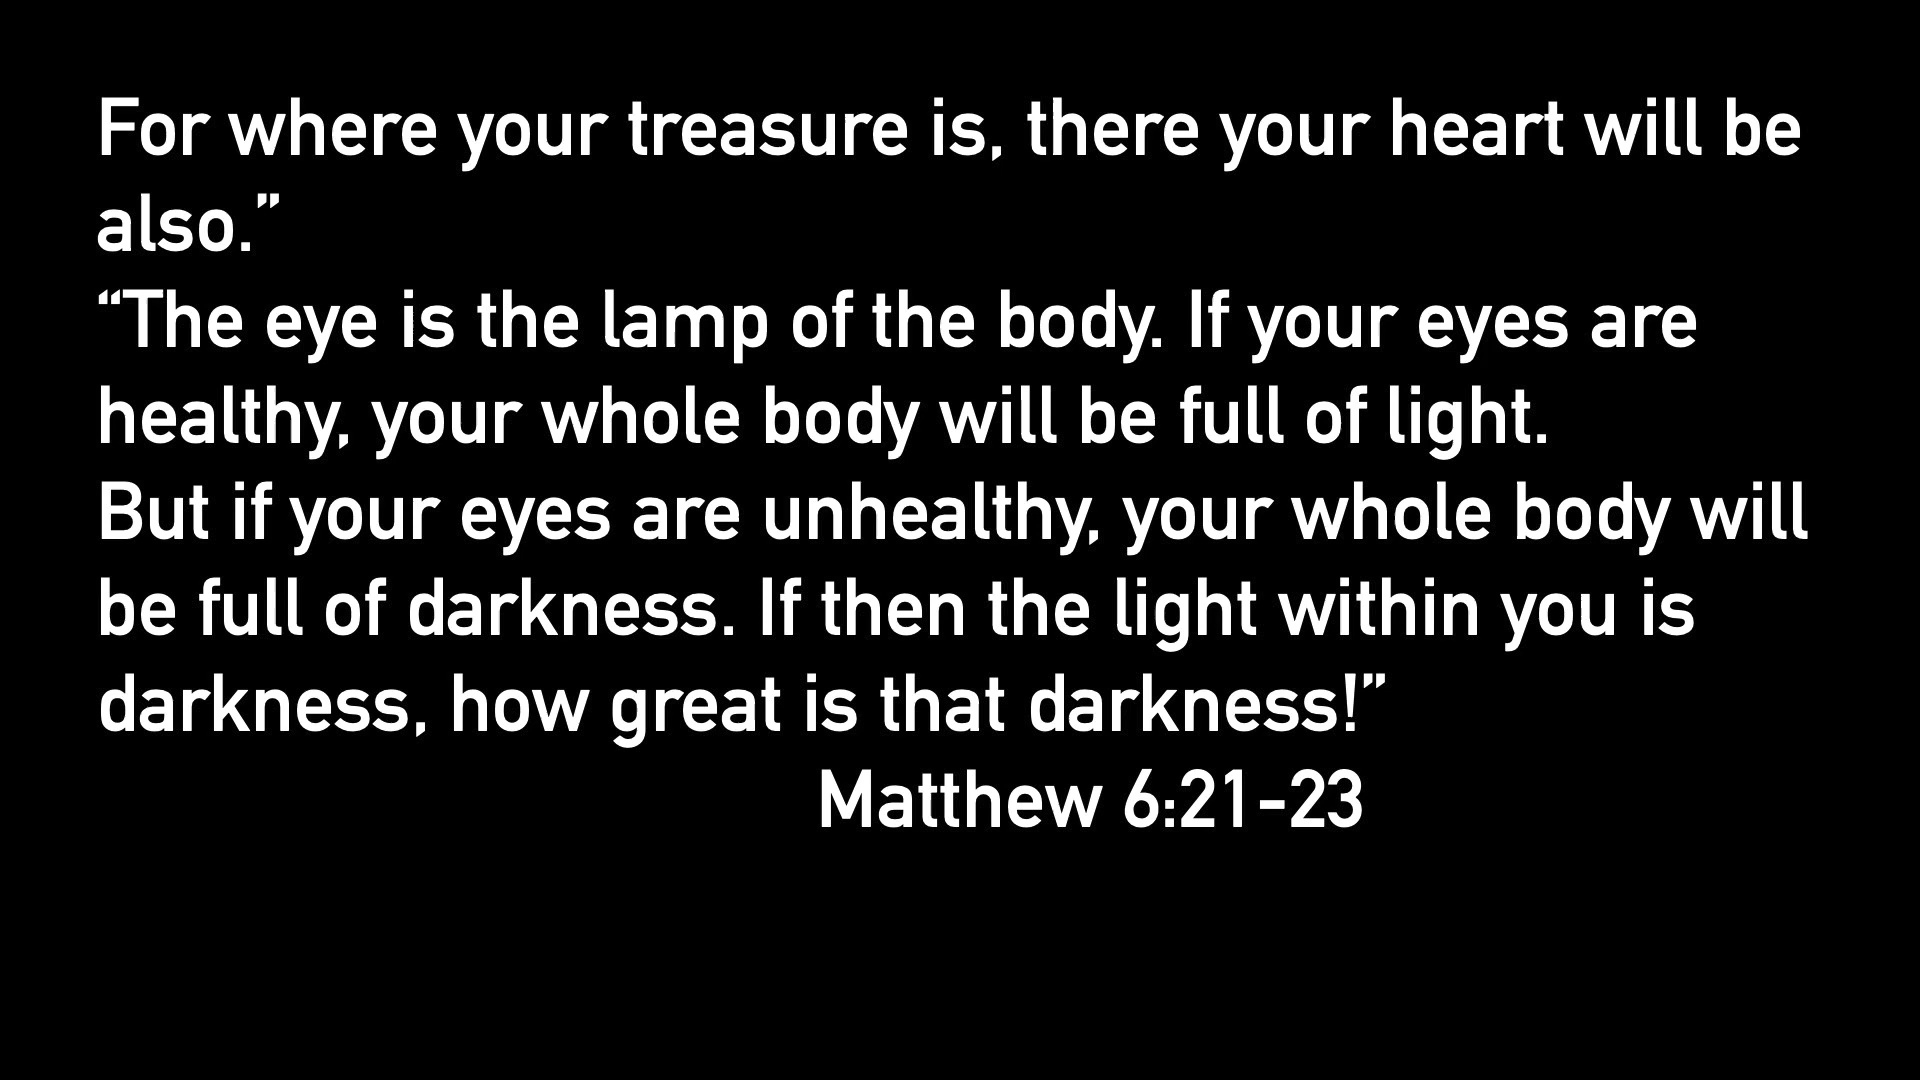 For where your treasure is, there your heart will be
also.”
“The eye is the lamp of the body. If your eyes are
healthy, your whole body will be full of light.
But if your eyes are unhealthy, your whole body will
be full of darkness. If then the light within you is
darkness, how great is that darkness!”
Matthew 6:21-23